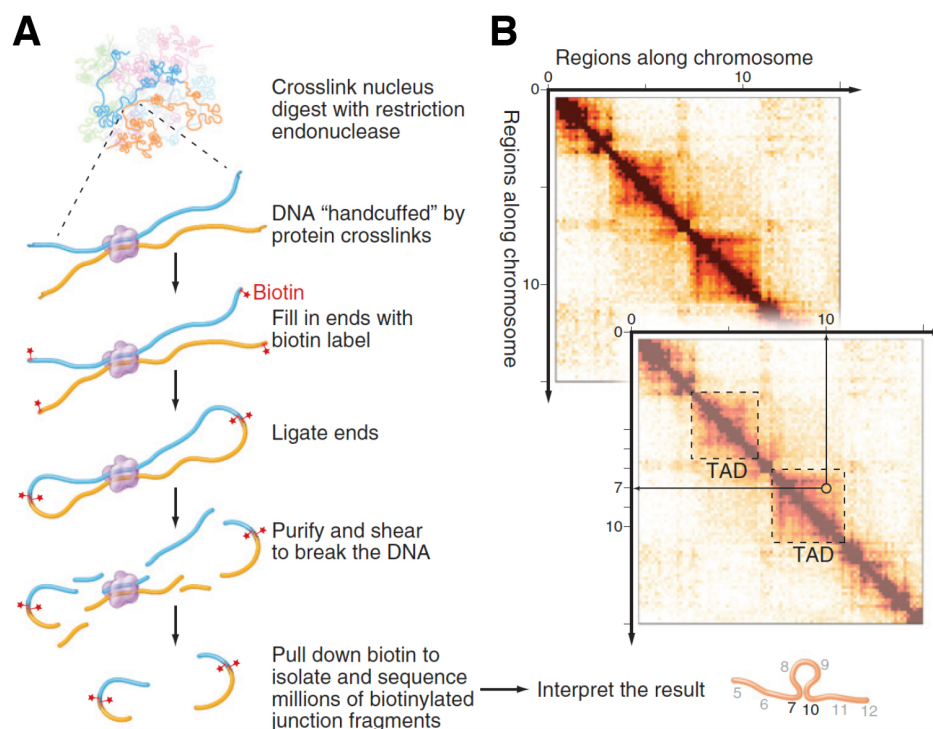 A
Crosslink nucleus
digest with restriction
endonuclease
DNA “handcuffed” by
protein crosslinks
Biotin
Fill in ends with
biotin label
Ligate ends
Purify and shear
to break the DNA
Pull down biotin to
isolate and sequence
millions of biotinylated
junction fragments
B
Regions along chromosome
0 10
0
Regions along chromosome
10
0 10
0
TAD
7
10
TAD
Interpret the result
5 6 7 8 9 10 11 12